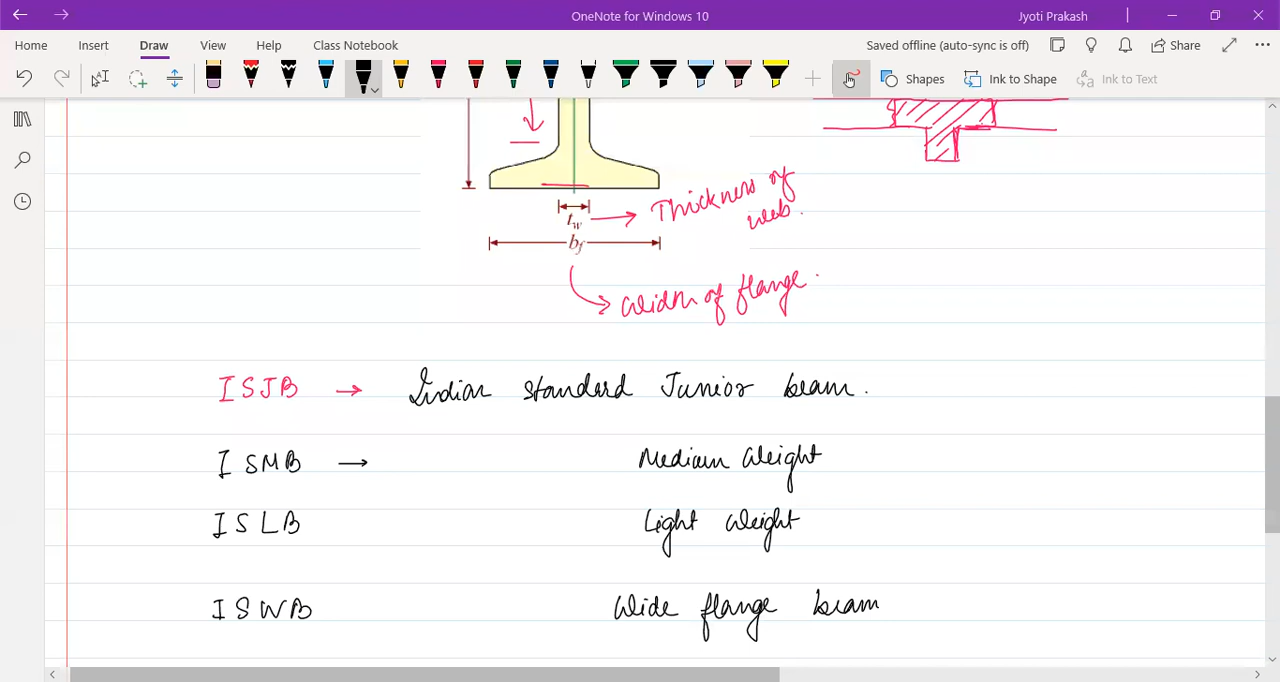 OneNote for Windows 10
Jyoti Prakash
Home Insert Draw View Help Class Notebook
Saved offline (auto-sync is off) Share
Shapes Ink to Shape Ink to Text
tw → Thickness of
web.
bf
Width of flange.
ISJB → Indian standard Junior beam.
ISMB → Medium Weight
ISLB Light Weight
ISWB Wide flange beam